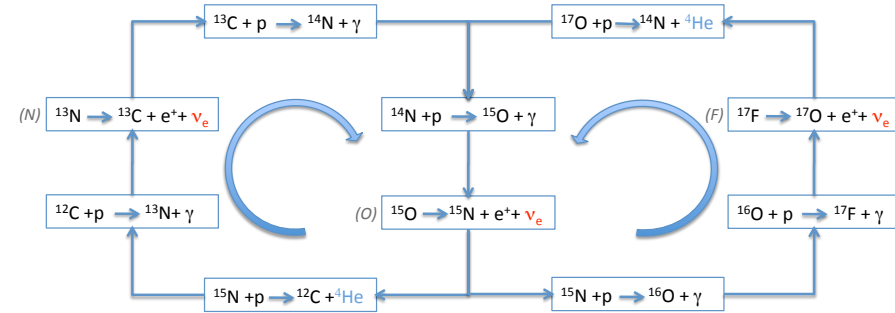 ¹³C + p → ¹⁴N + γ
¹⁷O +p → ¹⁴N + ⁴He
(N) ¹³N → ¹³C + e⁺+ νₑ
¹⁴N +p → ¹⁵O + γ
(F) ¹⁷F → ¹⁷O + e⁺+ νₑ
¹²C +p → ¹³N+ γ
(O) ¹⁵O → ¹⁵N + e⁺+ νₑ
¹⁶O + p → ¹⁷F + γ
¹⁵N +p → ¹²C +⁴He
¹⁵N+p → ¹⁶O + γ